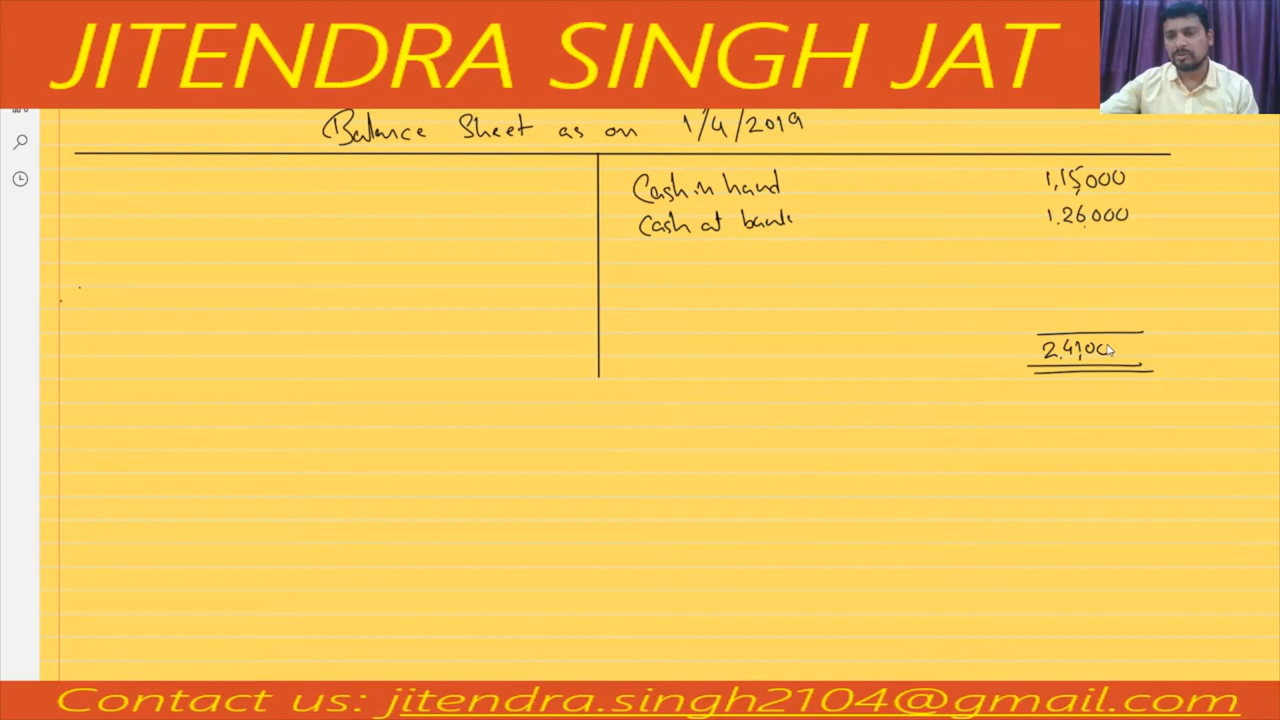 JITENDRA SINGH JAT
Balance Sheet as on 1/4/2019
Cash in hand 1,15,000
Cash at bank 1.26,000
2.41,00
Contact us: jitendra.singh2104@gmail.com